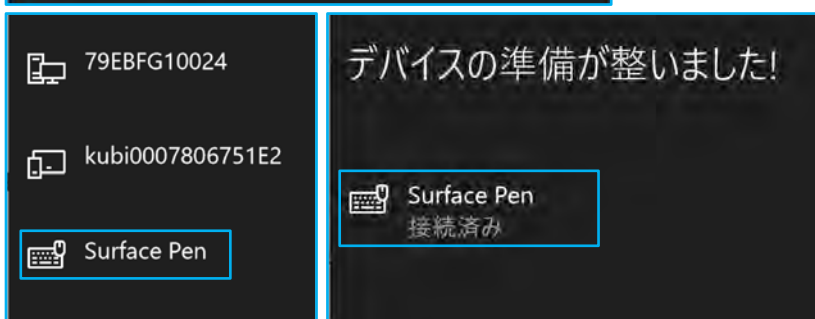 79EBFG10024
kubi0007806751E2
Surface Pen
デバイスの準備が整いました!
Surface Pen
接続済み